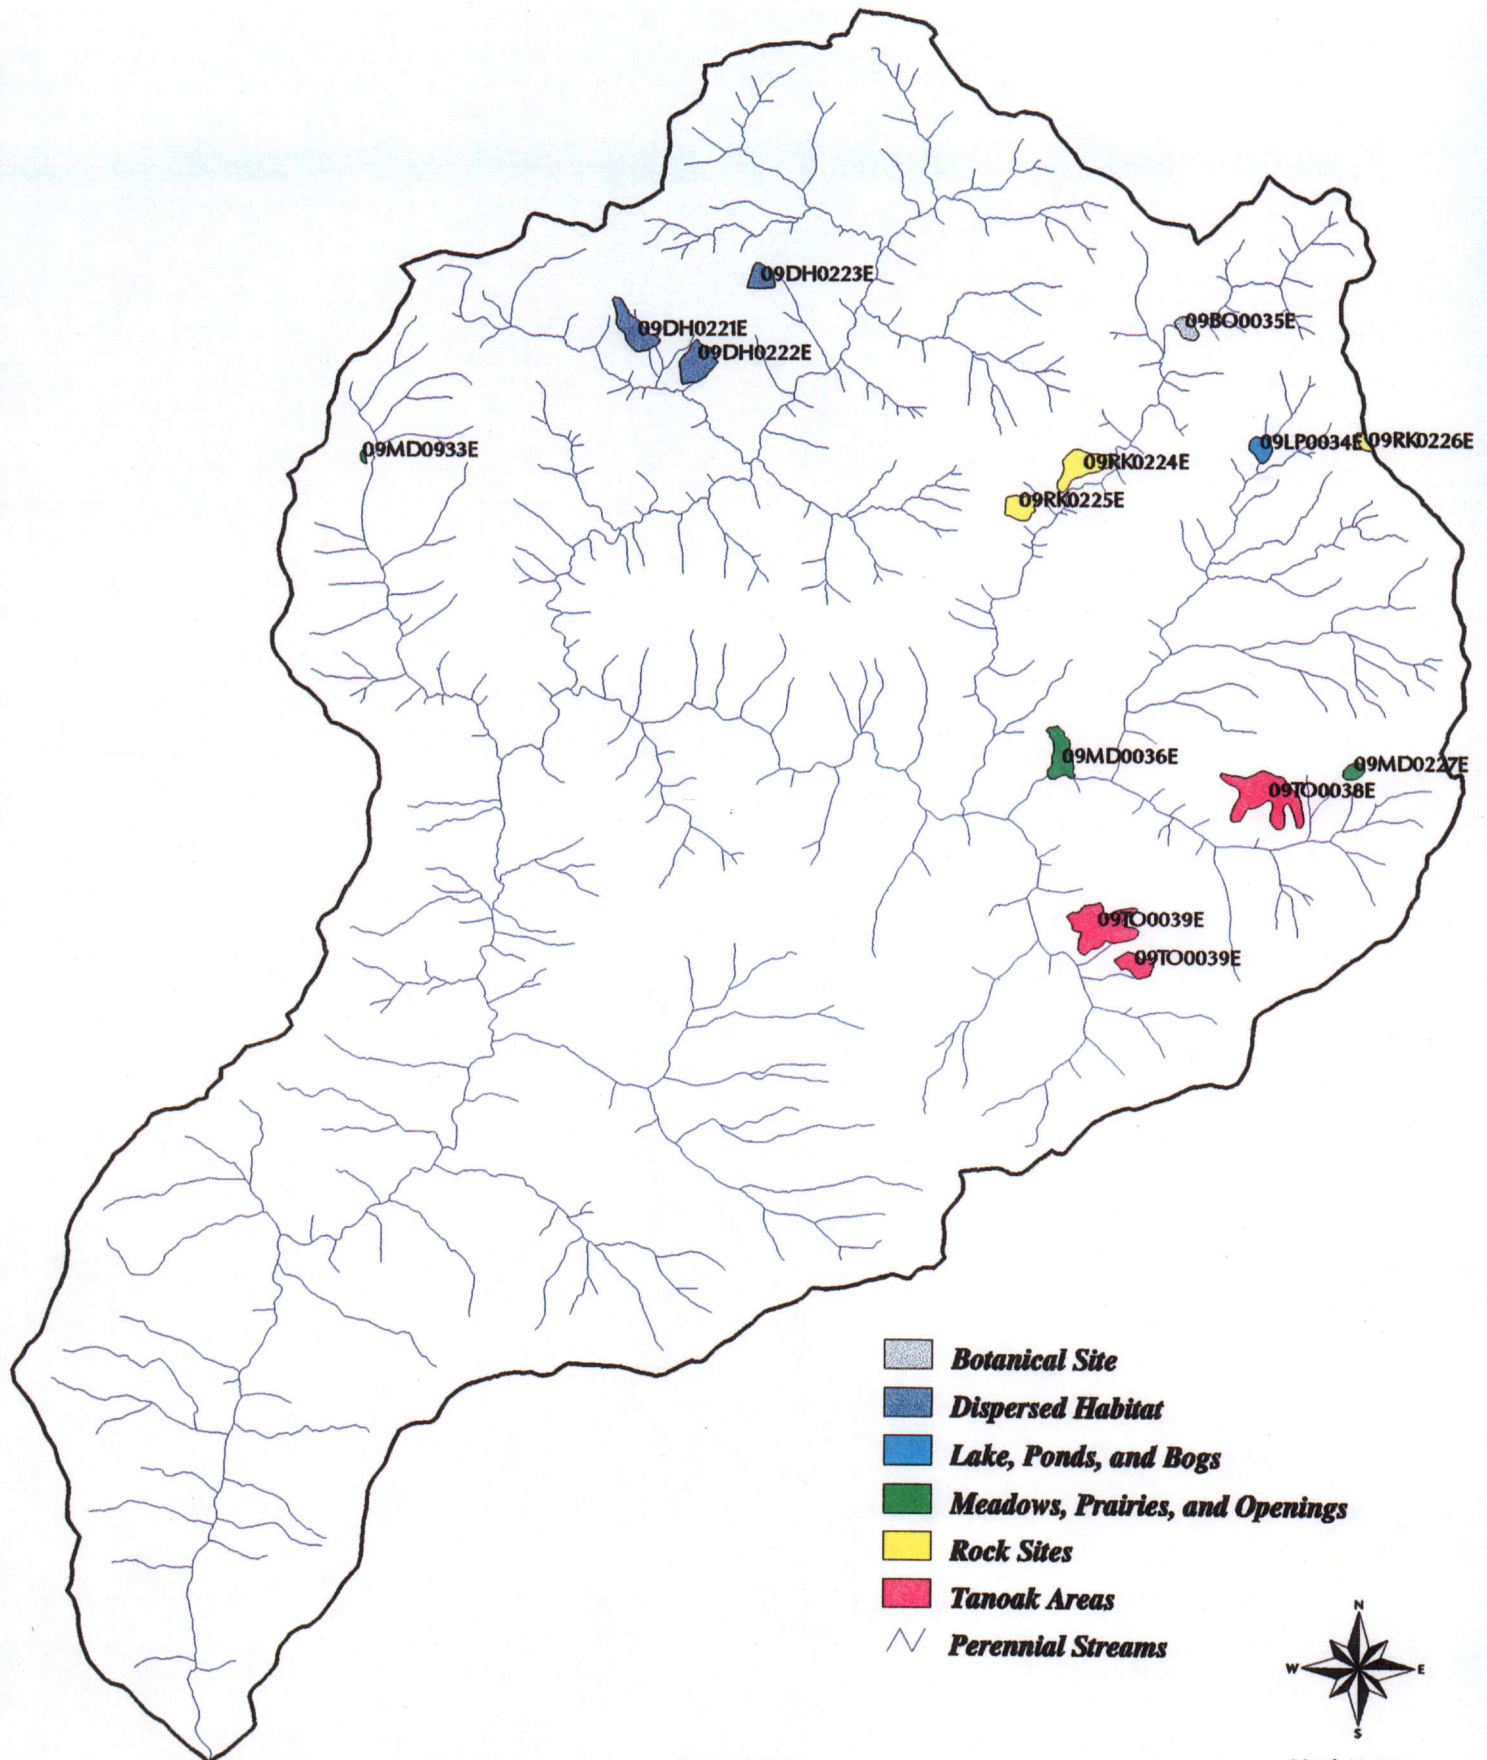 09DH0223E
09DH0221E
09BO0035E
09DH0222E
09MD0933E
09LP0034E
09RK0226E
09RK0224E
09RK0225E
09MD0036E
09MD0227E
09TO0038E
09TO0039E
09TO0039E
Botanical Site
Dispersed Habitat
Lake, Ponds, and Bogs
Meadows, Prairies, and Openings
Rock Sites
Tanoak Areas
Perennial Streams
N
W E
S